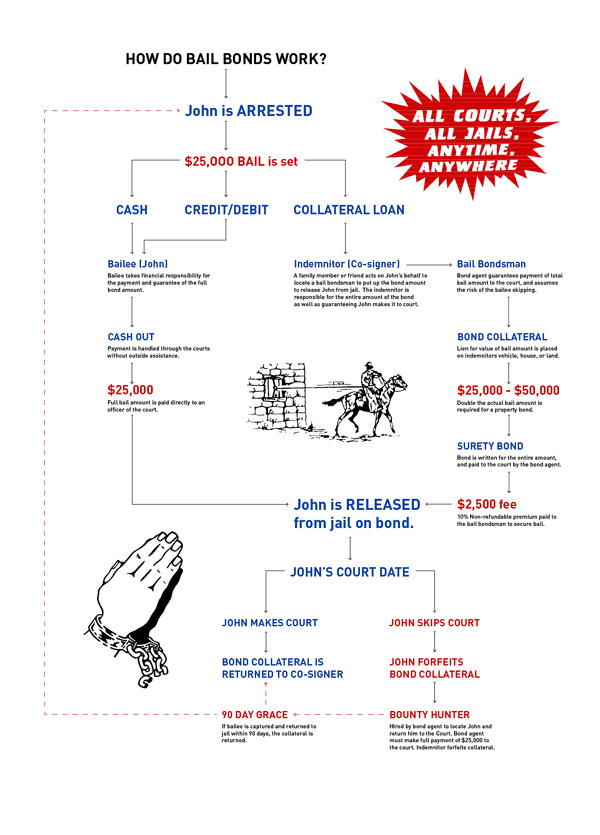 HOW DO BAIL BONDS WORK?
John is ARRESTED
ALL COURTS,
ALL JAILS,
ANYTIME,
ANYWHERE
$25,000 BAIL is set
CASH
CREDIT/DEBIT
COLLATERAL LOAN
Bailee (John)
Bailee takes financial responsibility for
the payment and guarantee of the full
bond amount.
Indemnitor (Co-signer)
A family member or friend acts on John's behalf to
locate a bail bondsman to put up the bond amount
to release John from jail. The indemnitor is
responsible for the entire amount of the bond
as well as guaranteeing John makes it to court.
Bail Bondsman
Bond agent guarantees payment of total
bail amount to the court, and assumes
the risk of the bailee skipping.
CASH OUT
Payment is handled through the courts
without outside assistance.
BOND COLLATERAL
Lien for value of bail amount is placed
on indemnitors vehicle, house, or land.
$25,000
Full bail amount is paid directly to an
officer of the court.
$25,000 - $50,000
Double the actual bail amount is
required for a property bond.
SURETY BOND
Bond is written for the entire amount,
and paid to the court by the bond agent.
John is RELEASED
from jail on bond.
$2,500 fee
10% Non-refundable premium paid to
the bail bondsman to secure bail.
JOHN'S COURT DATE
JOHN MAKES COURT
JOHN SKIPS COURT
BOND COLLATERAL IS
RETURNED TO CO-SIGNER
JOHN FORFEITS
BOND COLLATERAL
90 DAY GRACE
If bailee is captured and returned to
jail within 90 days, the collateral is
returned.
BOUNTY HUNTER
Hired by bond agent to locate John and
return him to the Court. Bond agent
must make full payment of $25,000 to
the court. Indemnitor forfeits collateral.